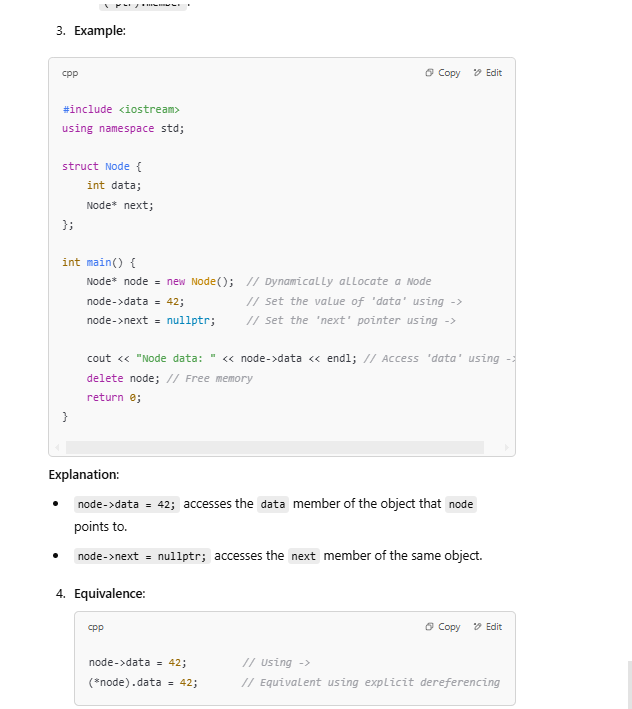 3. Example:
cpp
Copy Edit
#include <iostream>
using namespace std;
struct Node {
    int data;
    Node* next;
};
int main() {
    Node* node = new Node();  // Dynamically allocate a Node
    node->data = 42;          // Set the value of 'data' using ->
    node->next = nullptr;     // Set the 'next' pointer using ->
    cout << "Node data: " << node->data << endl; // Access 'data' using -
    delete node; // Free memory
    return 0;
}
Explanation:
• node->data = 42; accesses the data member of the object that node
points to.
• node->next = nullptr; accesses the next member of the same object.
4. Equivalence:
cpp
Copy Edit
node->data = 42;         // Using ->
(*node).data = 42;       // Equivalent using explicit dereferencing